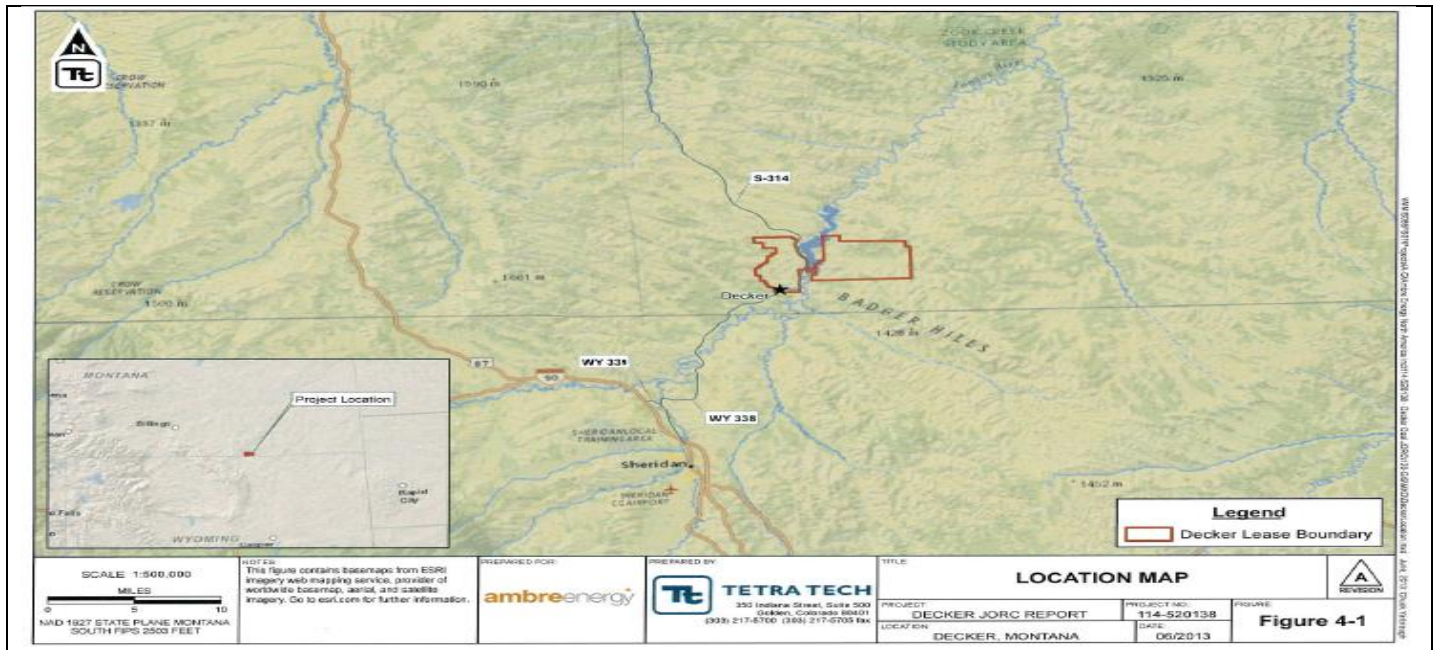 N
Tt
CROW
RESERVATION
1337 m
1590 m
ZOOK CREEK
STUDY AREA
1325 m
S-314
1661 m
CROW
RESERVATION
1500 m
Decker
BADGER HILLS
1428 m
87
90
WY 338
SHERIDAN LOCAL
TRAINING AREA
Sheridan
SHERIDAN
1452 m
MONTANA
Billings
Project Location
Rapid
City
WYOMING
Legend
Decker Lease Boundary
SCALE 1:500,000
MILES
0 5 10
NAD 1927 STATE PLANE MONTANA
SOUTH FIPS 2503 FEET
NOTES:
This figure contains basemaps from ESRI
imagery web mapping service, provider of
worldwide basemap, aerial, and satellite
imagery. Go to esri.com for further information.
PREPARED FOR:
ambreenergy
PREPARED BY:
Tt
TETRA TECH
350 Indiana Street, Suite 500
Golden, Colorado 80401
(303) 217-5700 (303) 217-5705 fax
TITLE:
LOCATION MAP
PROJECT:
DECKER JORC REPORT
LOCATION:
DECKER, MONTANA
PROJECT NO.:
114-520138
DATE:
06/2013
FIGURE:
Figure 4-1
A
REVISION